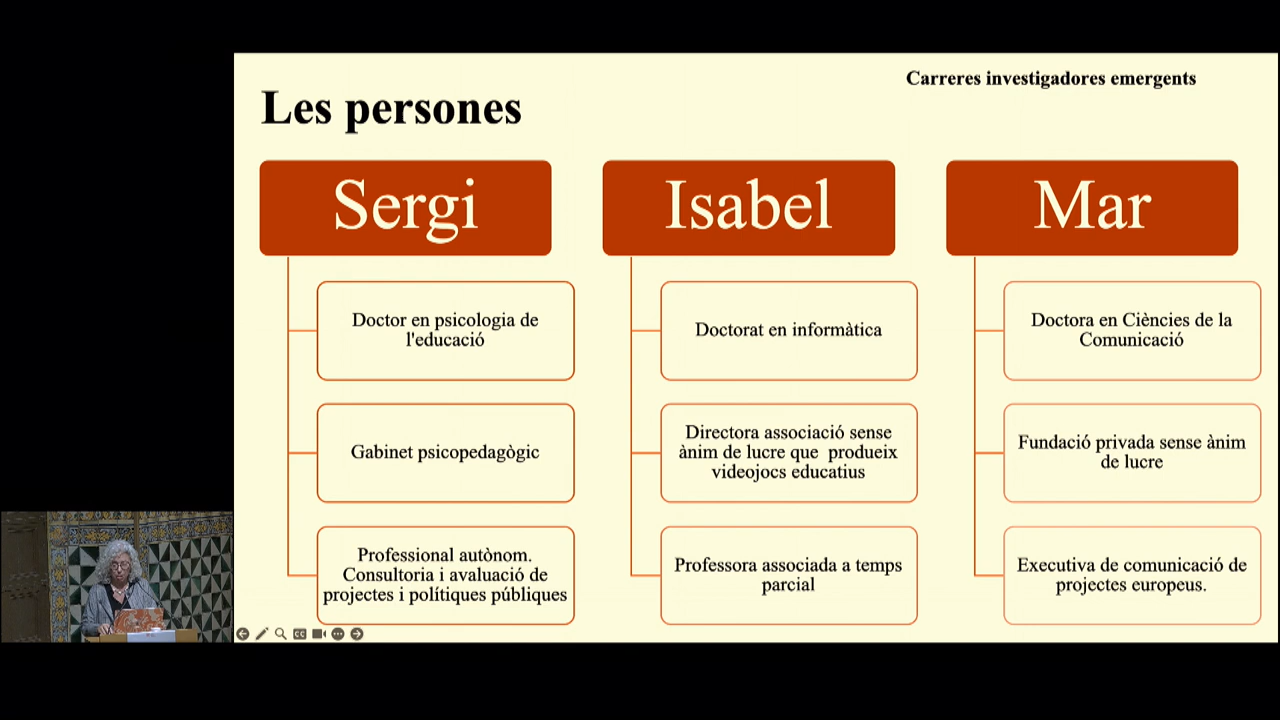 Carreres investigadores emergents
Les persones
Sergi
Doctor en psicologia de
l'educació
Gabinet psicopedagògic
Professional autònom.
Consultoria i avaluació de
projectes i polítiques públiques
Isabel
Doctorat en informàtica
Directora associació sense
ànim de lucre que produeix
videojocs educatius
Professora associada a temps
parcial
Mar
Doctora en Ciències de la
Comunicació
Fundació privada sense ànim
de lucre
Executiva de comunicació de
projectes europeus.
CC